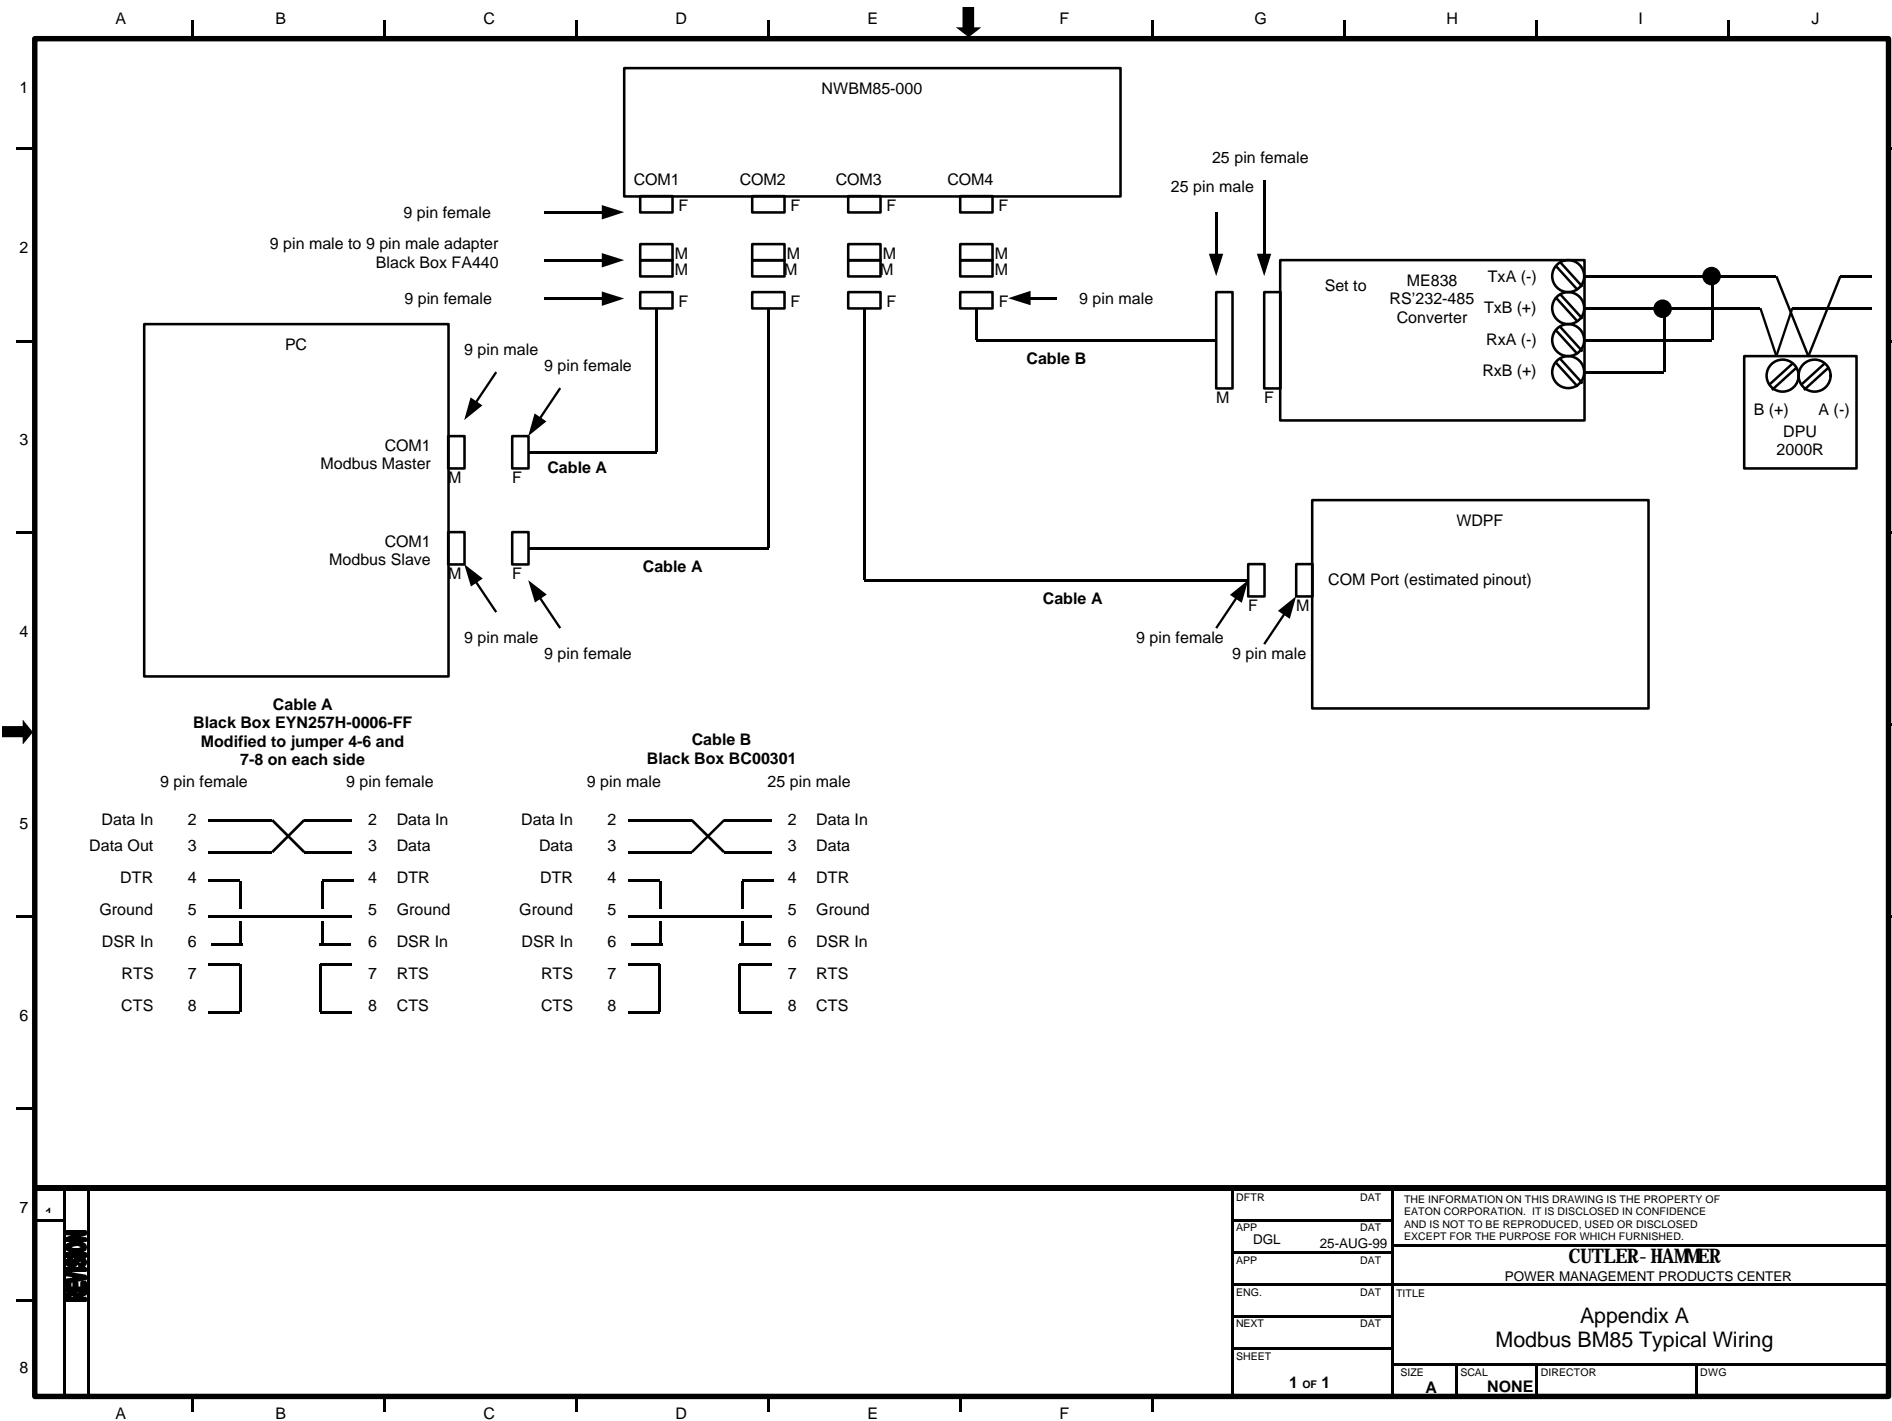 A B C D E F G H I J
1
NWBM85-000
COM1 COM2 COM3 COM4
F F F F
25 pin female
25 pin male
9 pin female
2
9 pin male to 9 pin male adapter
Black Box FA440
M M M M
M M M M
9 pin female
F F F F
9 pin male
Set to
ME838
RS'232-485
Converter
TxA (-)
TxB (+)
RxA (-)
RxB (+)
M F
Cable B
B (+) A (-)
DPU
2000R
PC
9 pin male
9 pin female
3
COM1
Modbus Master
M F
Cable A
COM1
Modbus Slave
M F
Cable A
9 pin male
9 pin female
WDPF
COM Port (estimated pinout)
F M
Cable A
9 pin female
9 pin male
4
Cable A
Black Box EYN257H-0006-FF
Modified to jumper 4-6 and
7-8 on each side
9 pin female 9 pin female
Cable B
Black Box BC00301
9 pin male 25 pin male
5
Data In 2 2 Data In
Data Out 3 3 Data
DTR 4 4 DTR
Ground 5 5 Ground
DSR In 6 6 DSR In
RTS 7 7 RTS
CTS 8 8 CTS
Data In 2 2 Data In
Data 3 3 Data
DTR 4 4 DTR
Ground 5 5 Ground
DSR In 6 6 DSR In
RTS 7 7 RTS
CTS 8 8 CTS
6
7
REVISION
DFTR DAT
APP DAT
DGL 25-AUG-99
APP DAT
ENG. DAT
NEXT DAT
SHEET
1 OF 1
THE INFORMATION ON THIS DRAWING IS THE PROPERTY OF
EATON CORPORATION. IT IS DISCLOSED IN CONFIDENCE
AND IS NOT TO BE REPRODUCED, USED OR DISCLOSED
EXCEPT FOR THE PURPOSE FOR WHICH FURNISHED.
CUTLER-HAMMER
POWER MANAGEMENT PRODUCTS CENTER
TITLE
Appendix A
Modbus BM85 Typical Wiring
8
SIZE
A
SCAL
NONE
DIRECTOR
DWG
A B C D E F